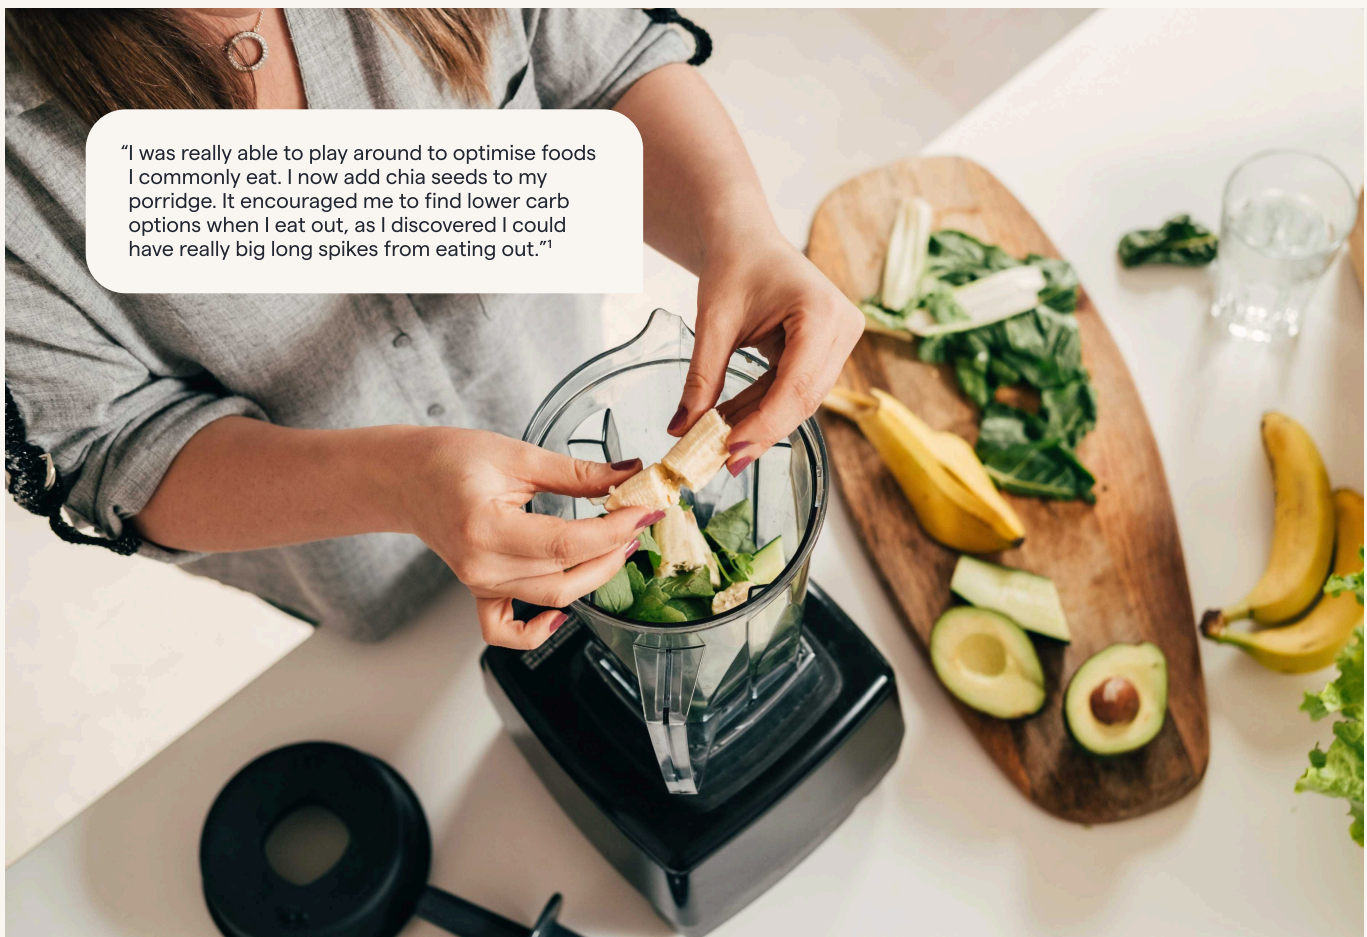 “I was really able to play around to optimise foods
I commonly eat. I now add chia seeds to my
porridge. It encouraged me to find lower carb
options when I eat out, as I discovered I could
have really big long spikes from eating out.”¹